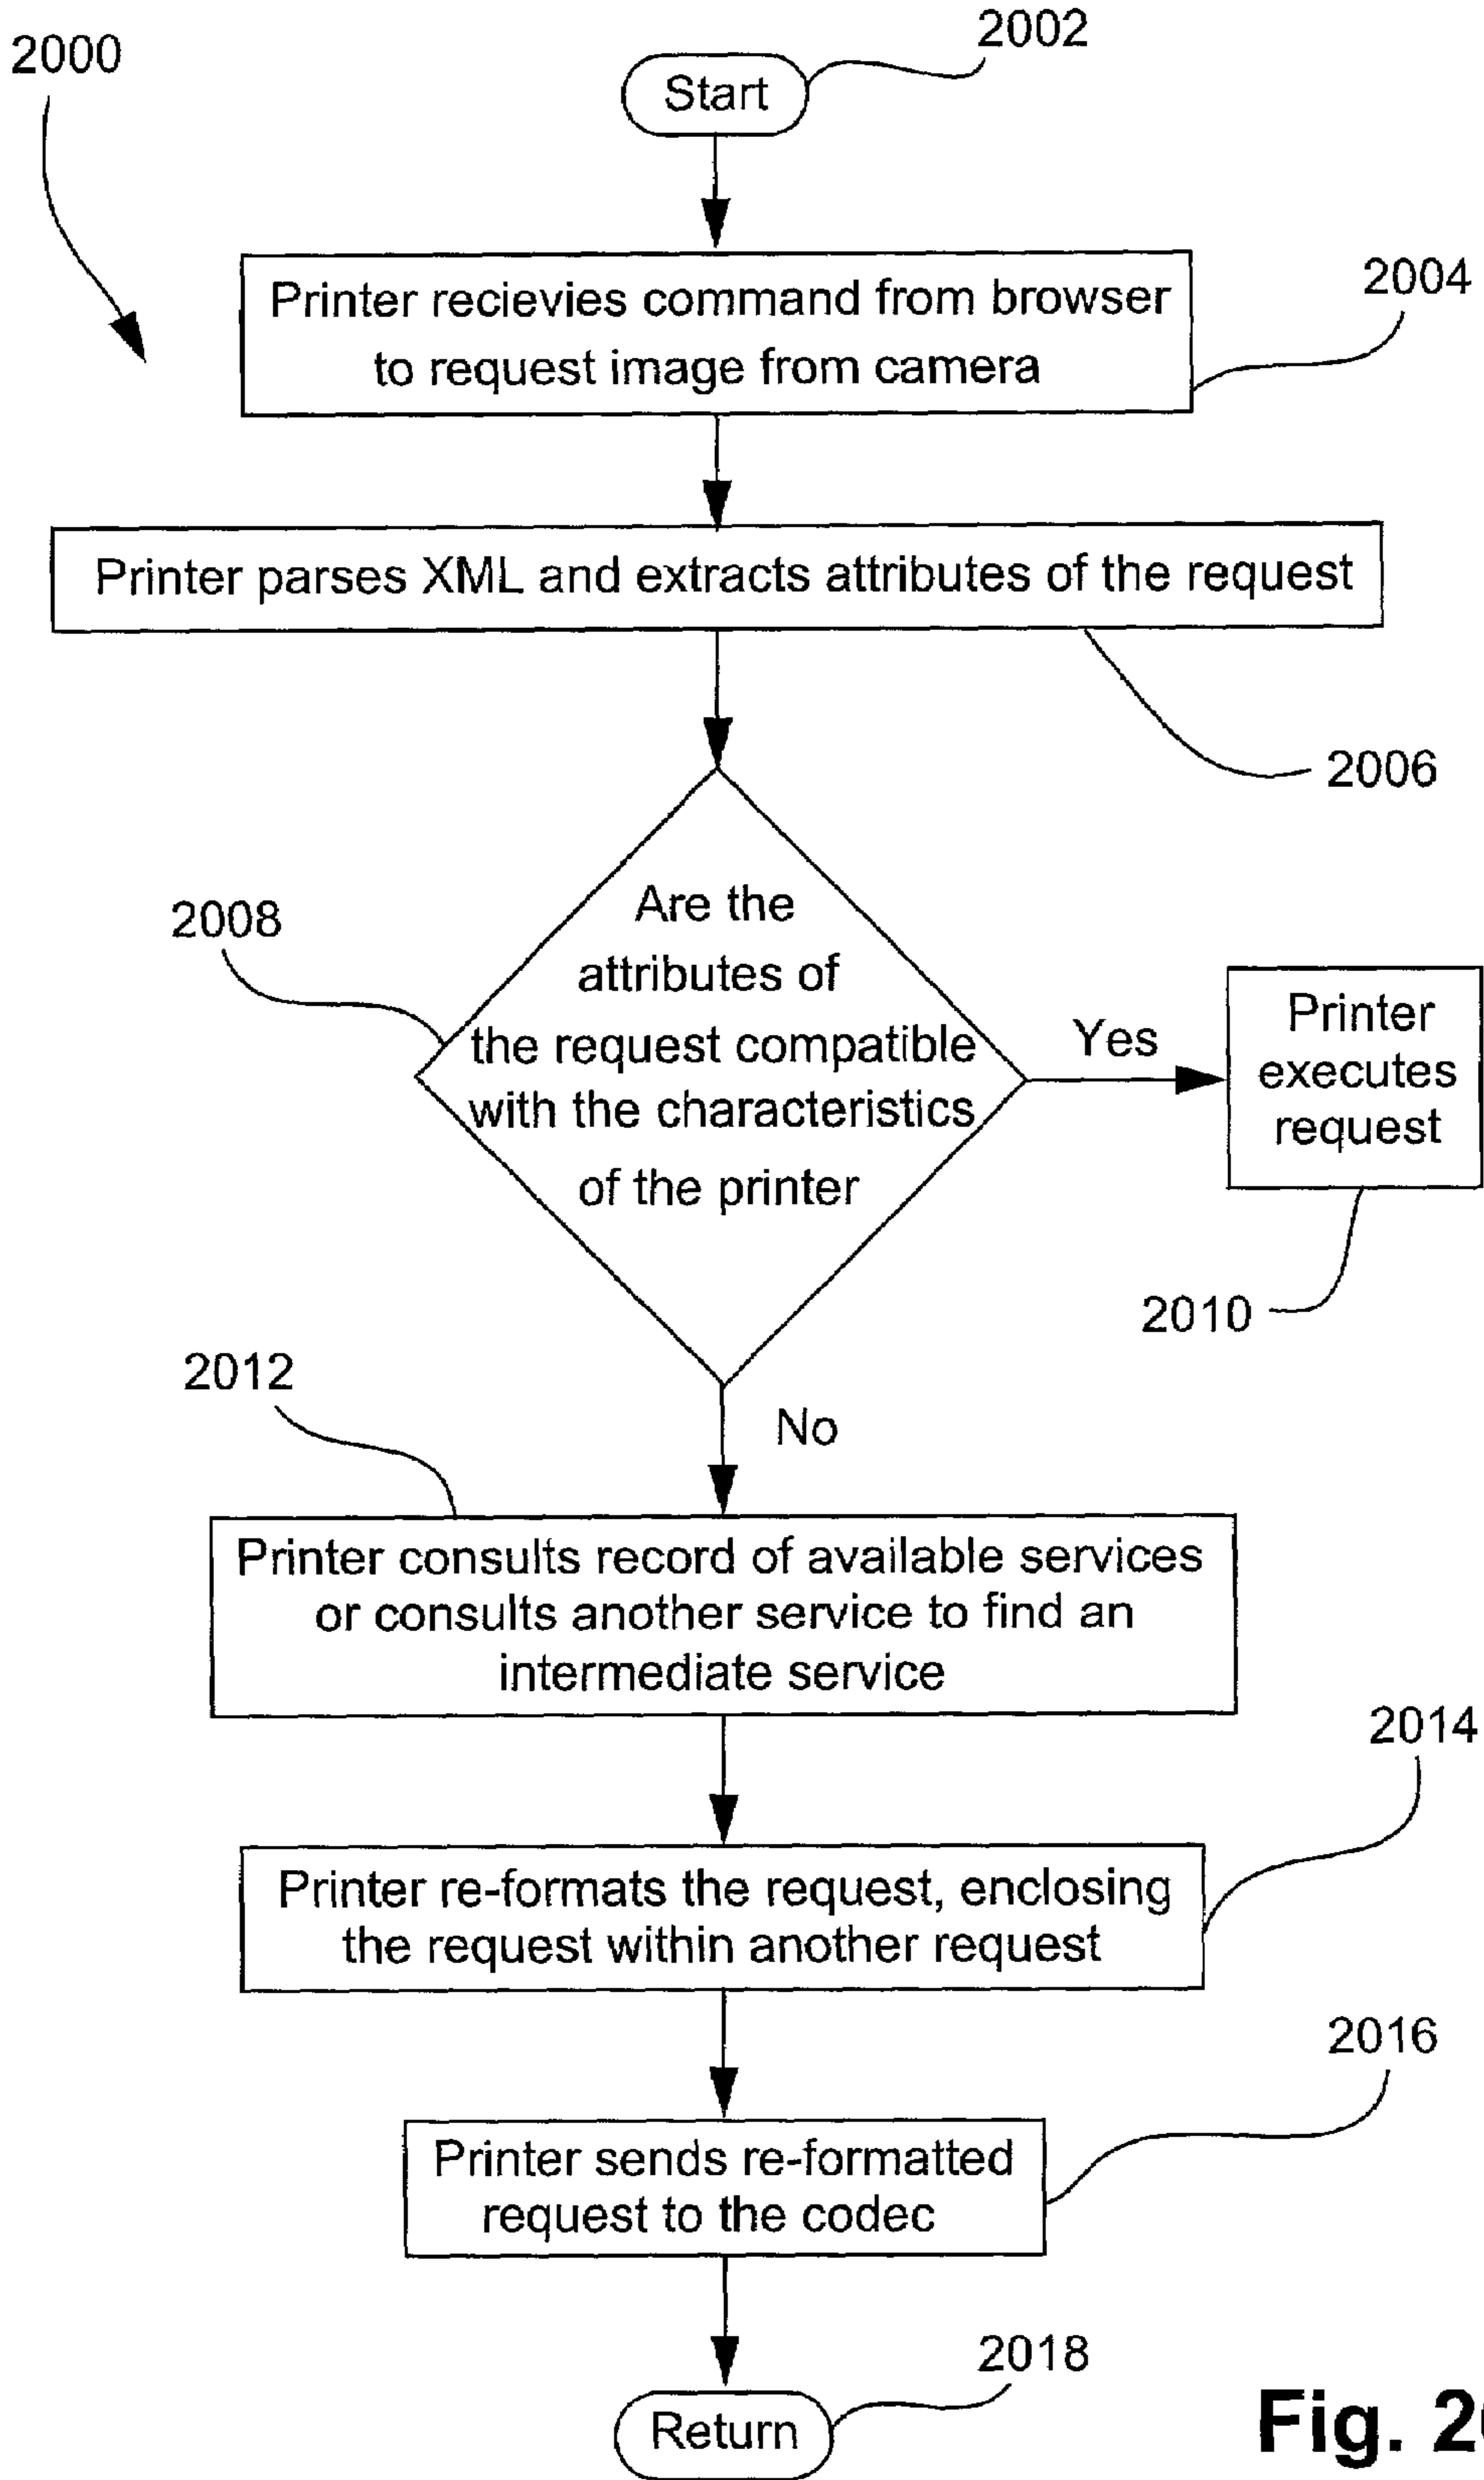 2000
2002
Start
Printer recievies command from browser
to request image from camera
2004
Printer parses XML and extracts attributes of the request
2006
2008
Are the
attributes of
the request compatible
with the characteristics
of the printer
Yes
Printer
executes
request
2010
2012
No
Printer consults record of available services
or consults another service to find an
intermediate service
2014
Printer re-formats the request, enclosing
the request within another request
2016
Printer sends re-formatted
request to the codec
2018
Return
Fig.